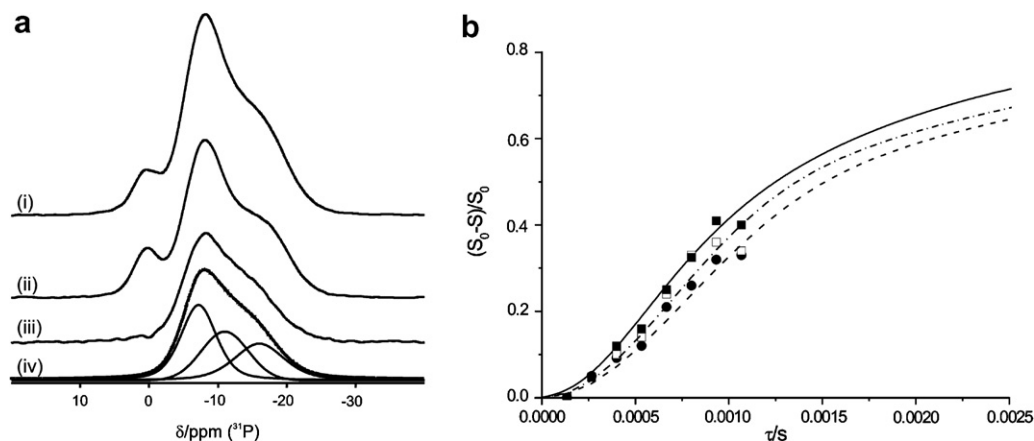 a
(i)
(ii)
(iii)
(iv)
10 0 -10 -20 -30
δ/ppm (³¹P)
b
(S₀-S)/S₀
0.8
0.6
0.4
0.2
0.0
0.0000 0.0005 0.0010 0.0015 0.0020 0.0025
τ/s